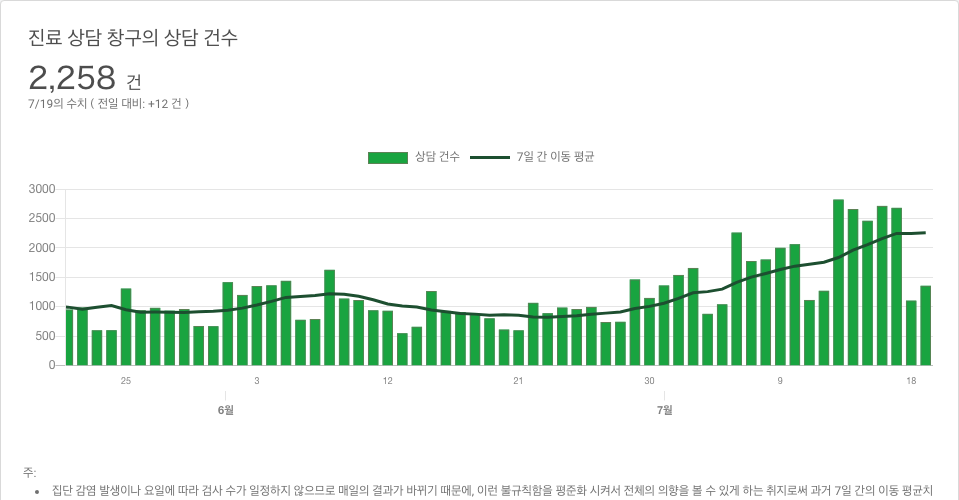 진료 상담 창구의 상담 건수
2,258 건
7/19의 수치 ( 전일 대비: +12 건 )
상담 건수 7일 간 이동 평균
3000
2500
2000
1500
1000
500
0
25 3 12 21 30 9 18
6월 7월
주:
• 집단 감염 발생이나 요일에 따라 검사 수가 일정하지 않으므로 매일의 결과가 바뀌기 때문에, 이런 불규칙함을 평준화 시켜서 전체의 의향을 볼 수 있게 하는 취지로써 과거 7일 간의 이동 평균치